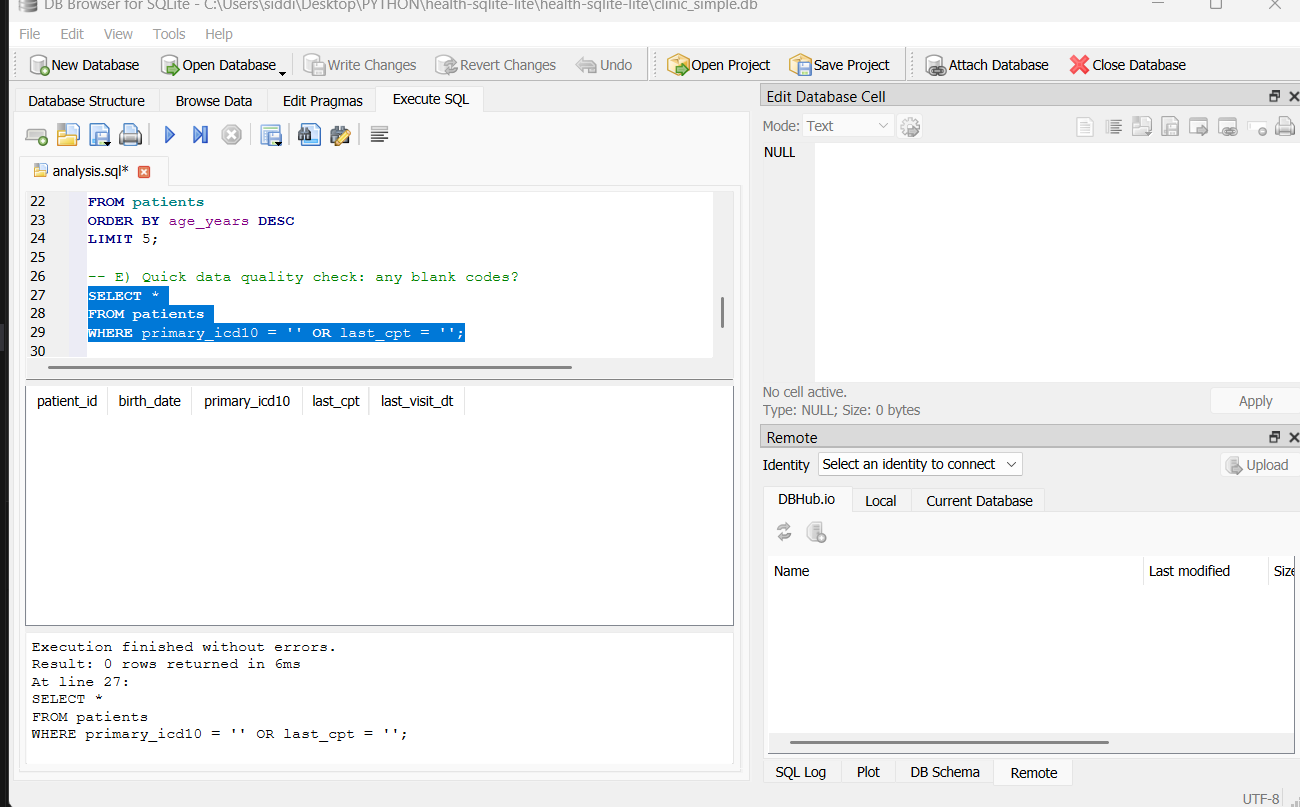 DB Browser for SQLite - C:\Users\siddi\Desktop\PYTHON\health-sqlite-lite\health-sqlite-lite\clinic_simple.db
File Edit View Tools Help
New Database Open Database Write Changes Revert Changes Undo Open Project Save Project Attach Database Close Database
Database Structure Browse Data Edit Pragmas Execute SQL
analysis.sql*
22 FROM patients
23 ORDER BY age_years DESC
24 LIMIT 5;
25
26 -- E) Quick data quality check: any blank codes?
27 SELECT *
28 FROM patients
29 WHERE primary_icd10 = '' OR last_cpt = '';
30
patient_id birth_date primary_icd10 last_cpt last_visit_dt
Execution finished without errors.
Result: 0 rows returned in 6ms
At line 27:
SELECT *
FROM patients
WHERE primary_icd10 = '' OR last_cpt = '';
Edit Database Cell
Mode: Text
NULL
No cell active.
Type: NULL; Size: 0 bytes
Apply
Remote
Identity Select an identity to connect Upload
DBHub.io Local Current Database
Name Last modified Size
SQL Log Plot DB Schema Remote
UTF-8